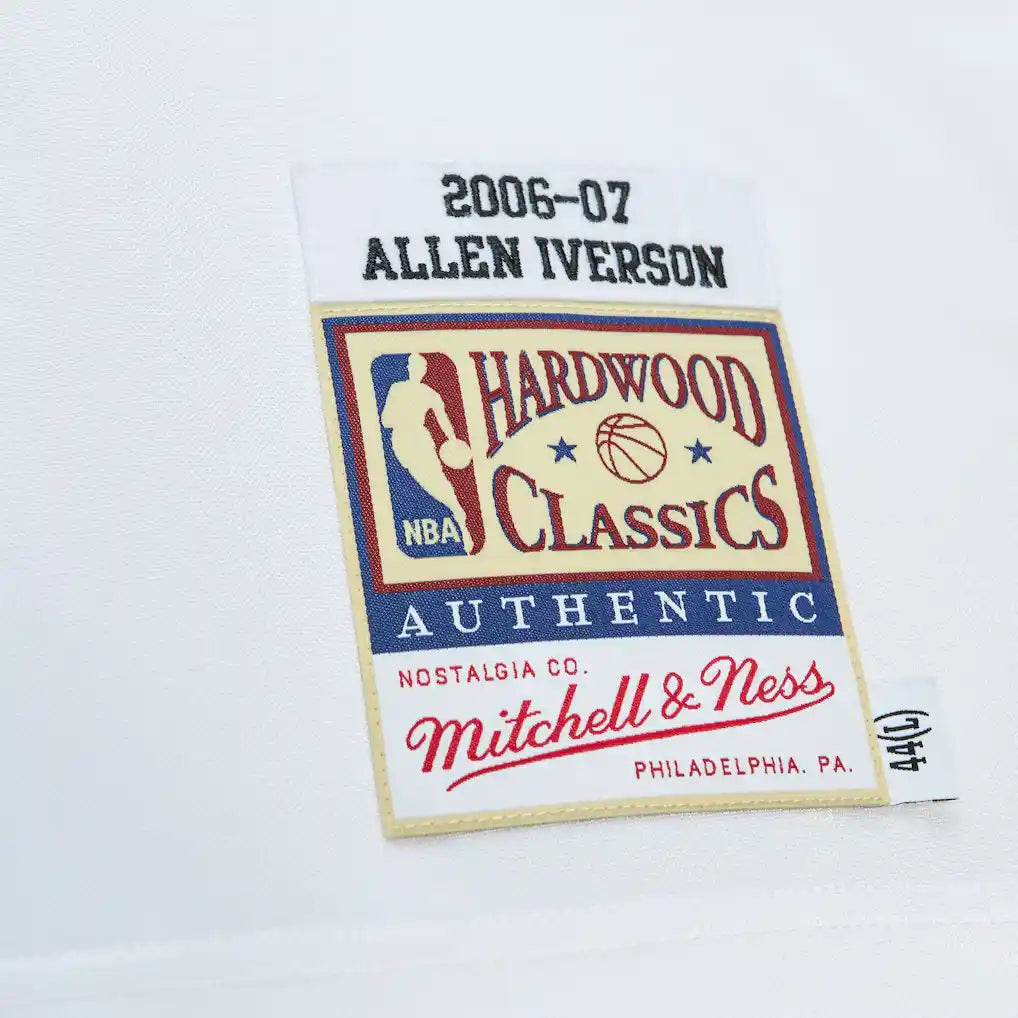 2006-07
ALLEN IVERSON
HARDWOOD
CLASSICS
NBA
AUTHENTIC
NOSTALGIA CO.
Mitchell & Ness
PHILADELPHIA. PA.
44(L)